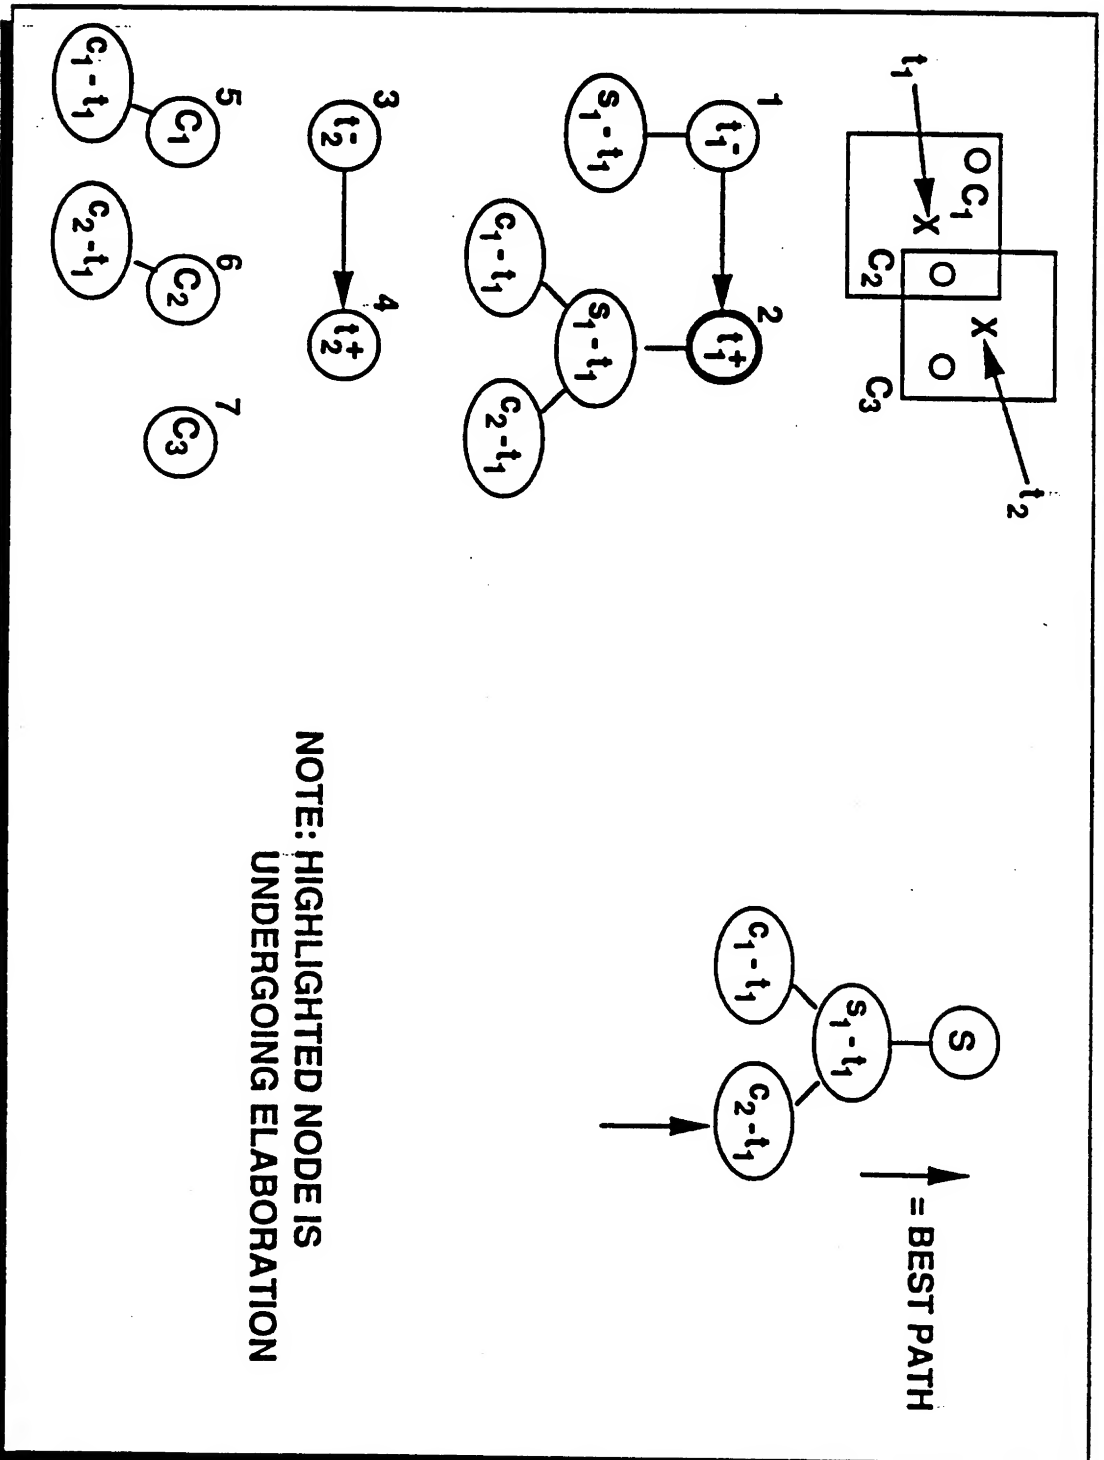 t₁
C₁
X
C₂
X
C₃
t₂
1
t₁⁻
s₁-t₁
2
t₁⁺
s₁-t₁
c₁-t₁
c₂-t₁
3
t₂⁻
4
t₂⁺
5
C₁
c₁-t₁
6
C₂
c₂-t₁
7
C₃
= BEST PATH
S
s₁-t₁
c₁-t₁
c₂-t₁
NOTE: HIGHLIGHTED NODE IS
UNDERGOING ELABORATION